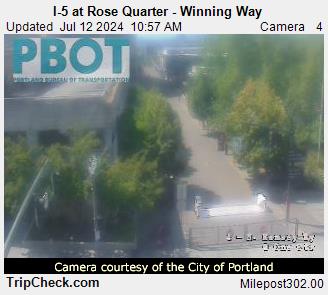 I-5 at Rose Quarter - Winning Way
Updated Jul 12 2024 10:57 AM Camera 4
PBOT
PORTLAND BUREAU OF TRANSPORTATION
Camera courtesy of the City of Portland
TripCheck.com Milepost302.00